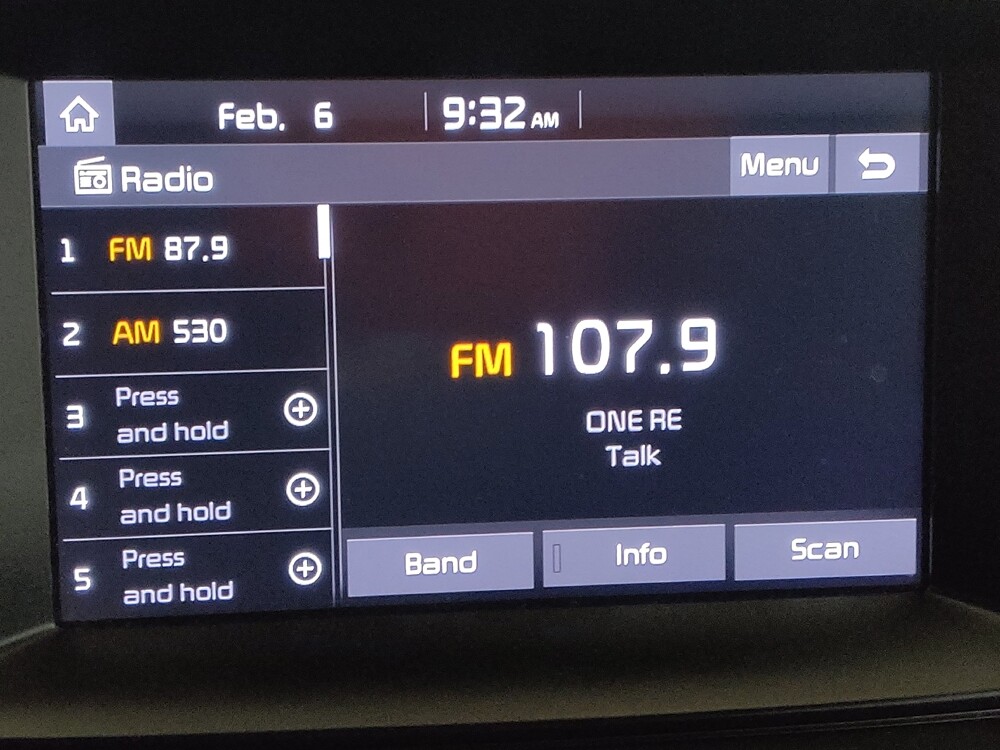 Feb. 6 9:32 AM
Radio Menu
1 FM 87.9
2 AM 530
3 Press
and hold
4 Press
and hold
5 Press
and hold
FM 107.9
ONE RE
Talk
Band Info Scan